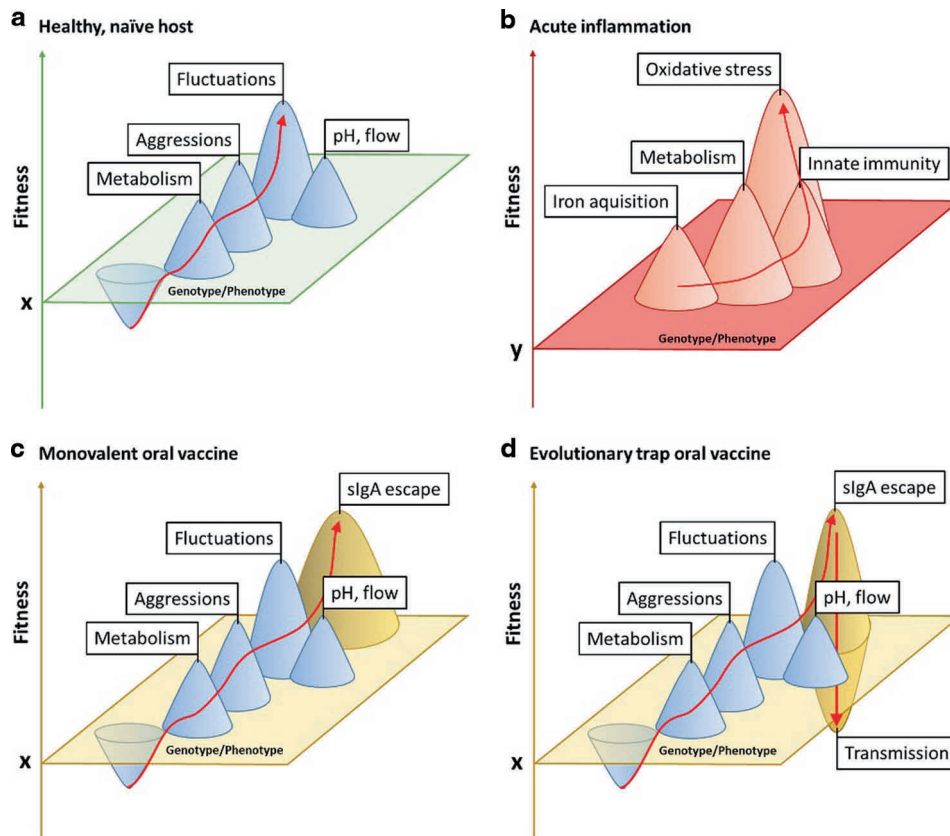 a Healthy, naïve host
Fitness
Fluctuations
Aggressions
pH, flow
Metabolism
x
Genotype/Phenotype
b Acute inflammation
Fitness
Oxidative stress
Metabolism
Innate immunity
Iron aquisition
y
Genotype/Phenotype
c Monovalent oral vaccine
Fitness
sIgA escape
Fluctuations
Aggressions
pH, flow
Metabolism
x
Genotype/Phenotype
d Evolutionary trap oral vaccine
Fitness
sIgA escape
Fluctuations
Aggressions
pH, flow
Metabolism
x
Genotype/Phenotype
Transmission